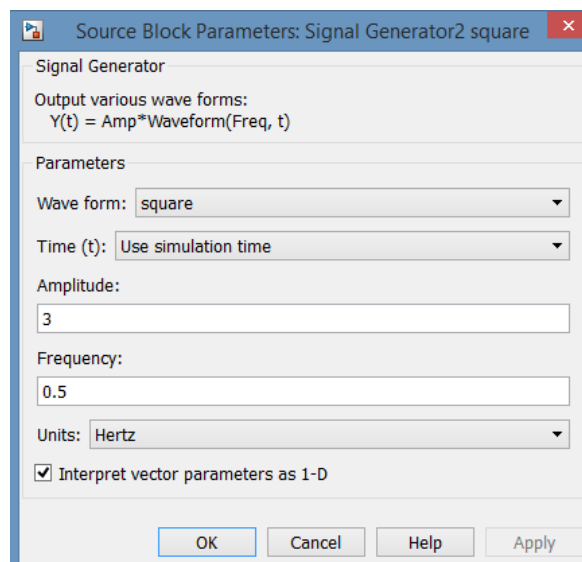 Source Block Parameters: Signal Generator2 square
Signal Generator
Output various wave forms:
Y(t) = Amp*Waveform(Freq, t)
Parameters
Wave form: square
Time (t): Use simulation time
Amplitude:
3
Frequency:
0.5
Units: Hertz
Interpret vector parameters as 1-D
OK Cancel Help Apply